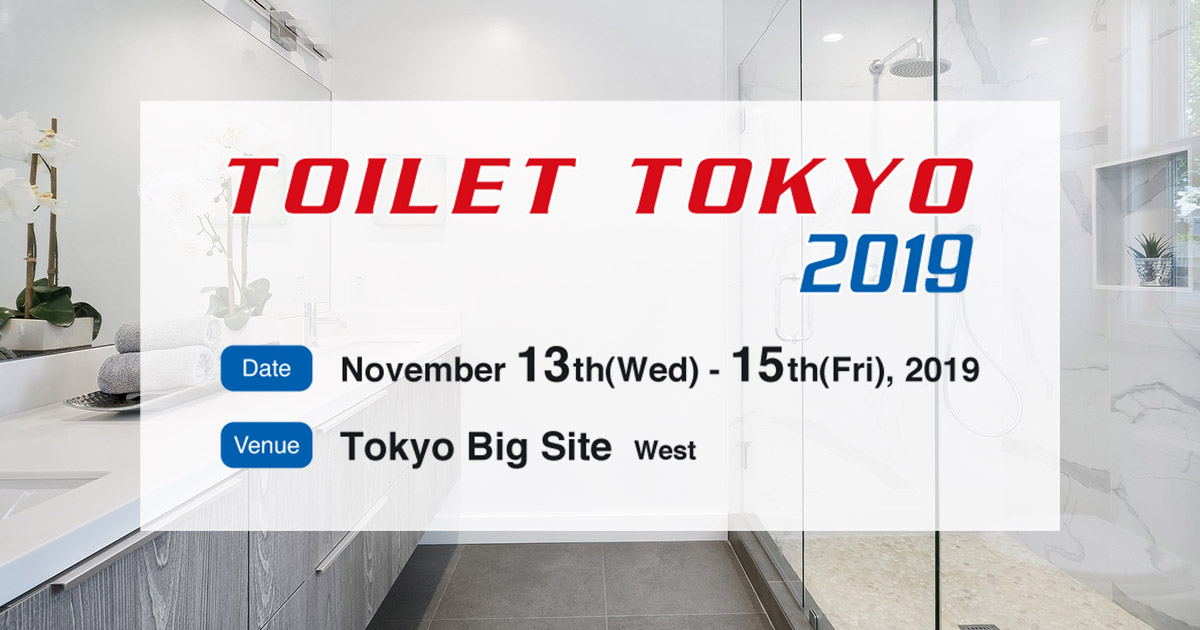 TOILET TOKYO
2019
Date November 13th(Wed) - 15th(Fri), 2019
Venue Tokyo Big Site West